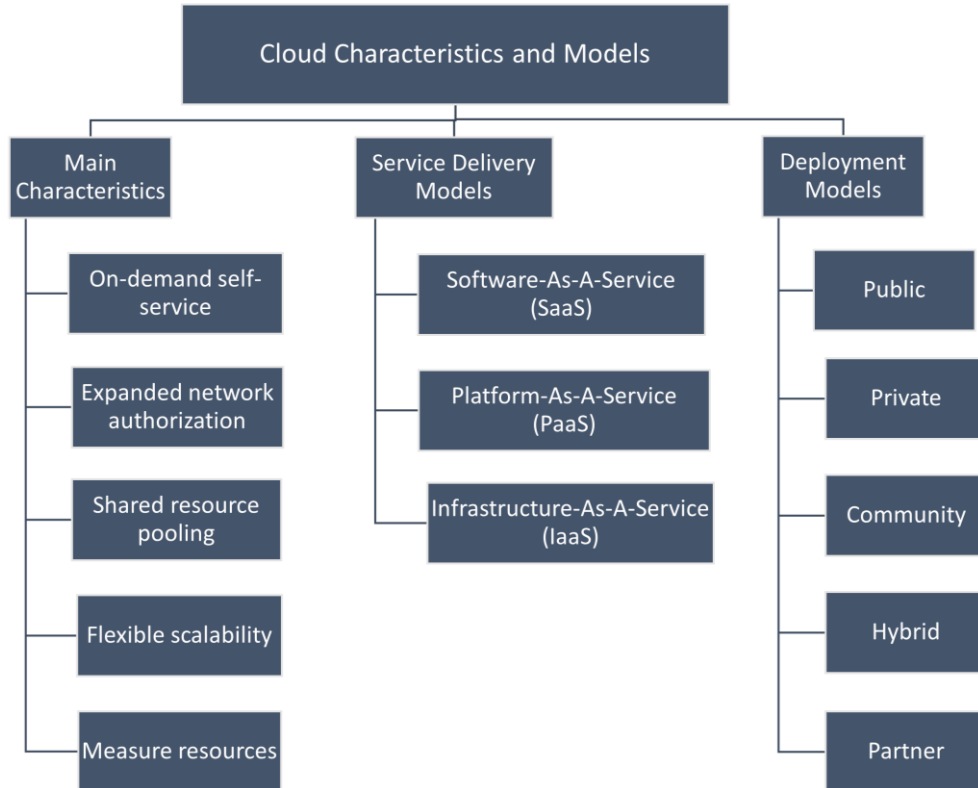 Cloud Characteristics and Models
Main
Characteristics
On-demand self-
service
Expanded network
authorization
Shared resource
pooling
Flexible scalability
Measure resources
Service Delivery
Models
Software-As-A-Service
(SaaS)
Platform-As-A-Service
(PaaS)
Infrastructure-As-A-Service
(IaaS)
Deployment
Models
Public
Private
Community
Hybrid
Partner